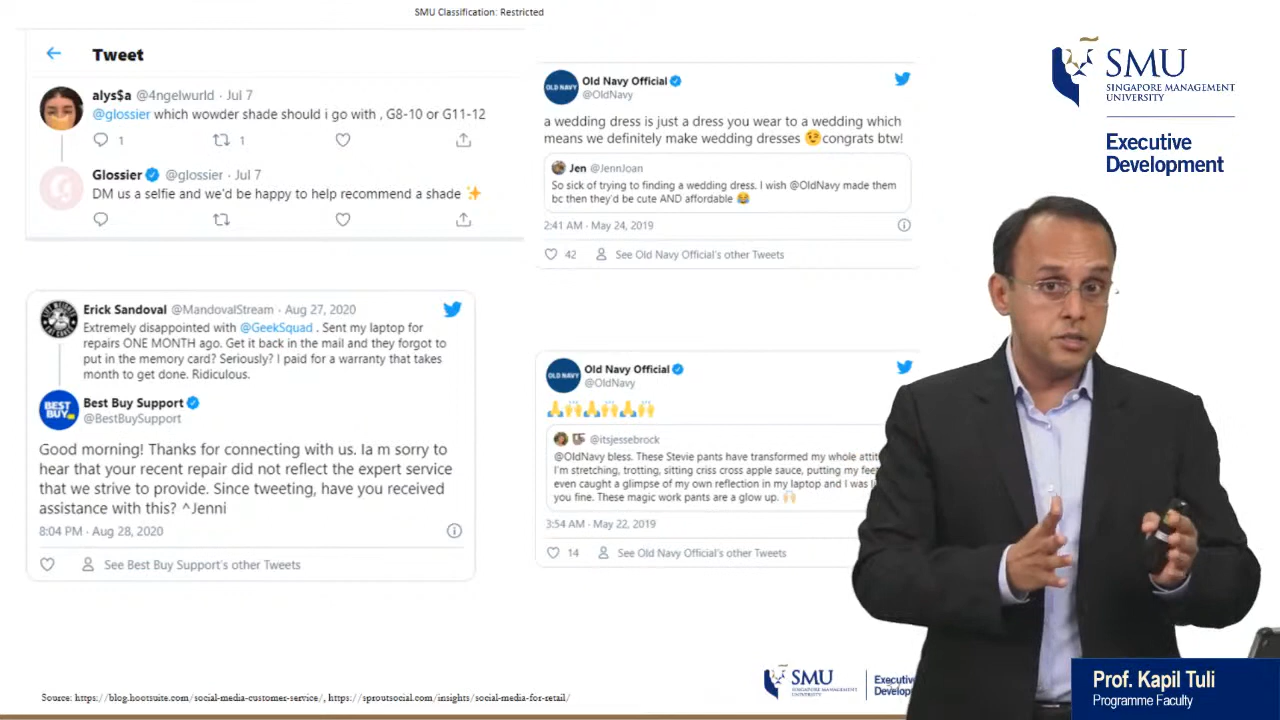 SMU Classification: Restricted
Tweet
alys$a @4ngelwurld · Jul 7
@glossier which wowder shade should i go with , G8-10 or G11-12
1
1
Glossier @glossier · Jul 7
DM us a selfie and we'd be happy to help recommend a shade ✨
Erick Sandoval @MandovalStream · Aug 27, 2020
Extremely disappointed with @GeekSquad . Sent my laptop for
repairs ONE MONTH ago. Get it back in the mail and they forgot to
put in the memory card? Seriously? I paid for a warranty that takes
month to get done. Ridiculous.
BEST BUY
Best Buy Support
@BestBuySupport
Good morning! Thanks for connecting with us. Ia m sorry to
hear that your recent repair did not reflect the expert service
that we strive to provide. Since tweeting, have you received
assistance with this? ^Jenni
8:04 PM · Aug 28, 2020
See Best Buy Support's other Tweets
OLD NAVY
Old Navy Official
@OldNavy
a wedding dress is just a dress you wear to a wedding which
means we definitely make wedding dresses 😉congrats btw!
Jen @JennJoan
So sick of trying to finding a wedding dress. I wish @OldNavy made them
bc then they'd be cute AND affordable 😂
2:41 AM · May 24, 2019
42 See Old Navy Official's other Tweets
OLD NAVY
Old Navy Official
@OldNavy
🙏🙌🙏🙌🙏🙌
@itsjessebrock
@OldNavy bless. These Stevie pants have transformed my whole
I'm stretching, trotting, sitting criss cross apple sauce, putting my
even caught a glimpse of my own reflection in my laptop and I was
you fine. These magic work pants are a glow up. 🙌
3:54 AM · May 22, 2019
14 See Old Navy Official's other Tweets
SMU
SINGAPORE MANAGEMENT
UNIVERSITY
Executive
Development
Source: https://blog.hootsuite.com/social-media-customer-service/, https://sproutsocial.com/insights/social-media-for-retail/
SMU
SINGAPORE MANAGEMENT
UNIVERSITY
Prof. Kapil Tuli
Programme Faculty